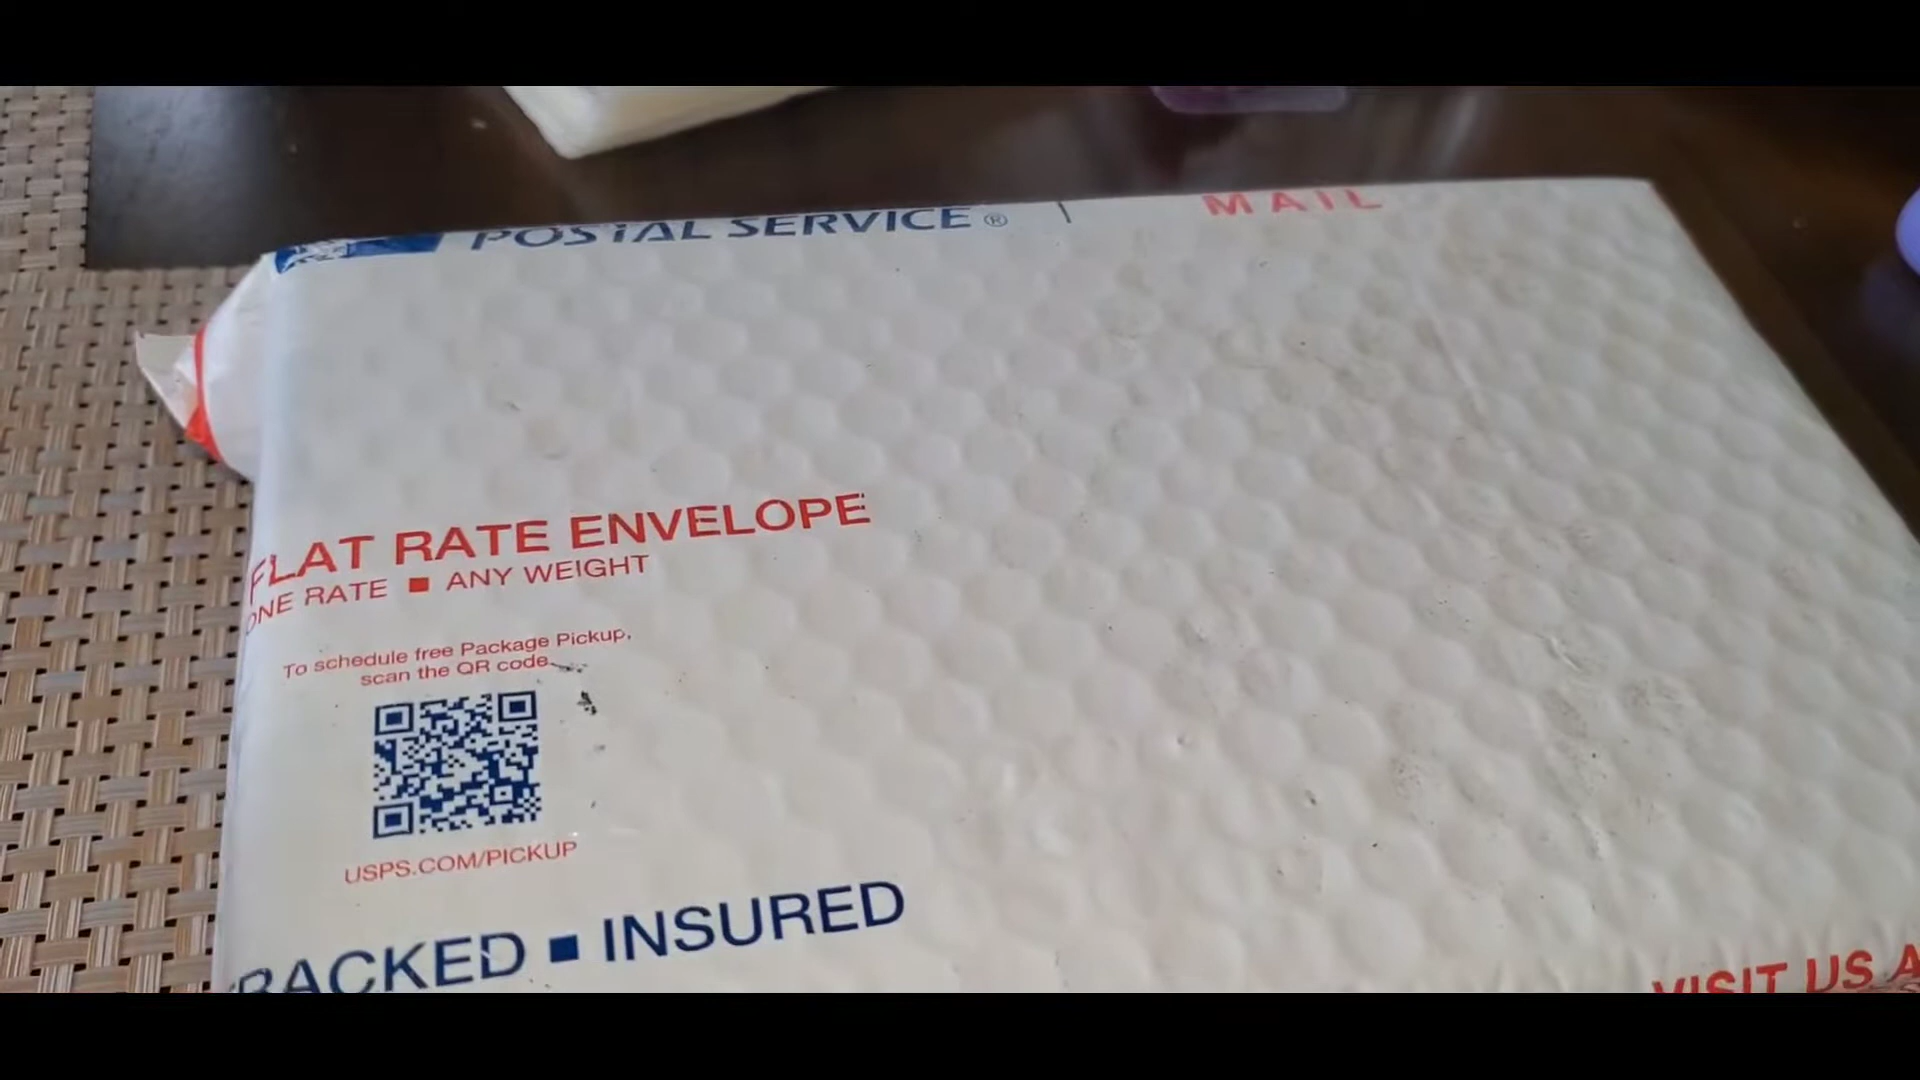 POSTAL SERVICE®
MAIL
FLAT RATE ENVELOPE
ONE RATE ■ ANY WEIGHT
To schedule free Package Pickup,
scan the QR code.
USPS.COM/PICKUP
RACKED ■ INSURED
VISIT US A